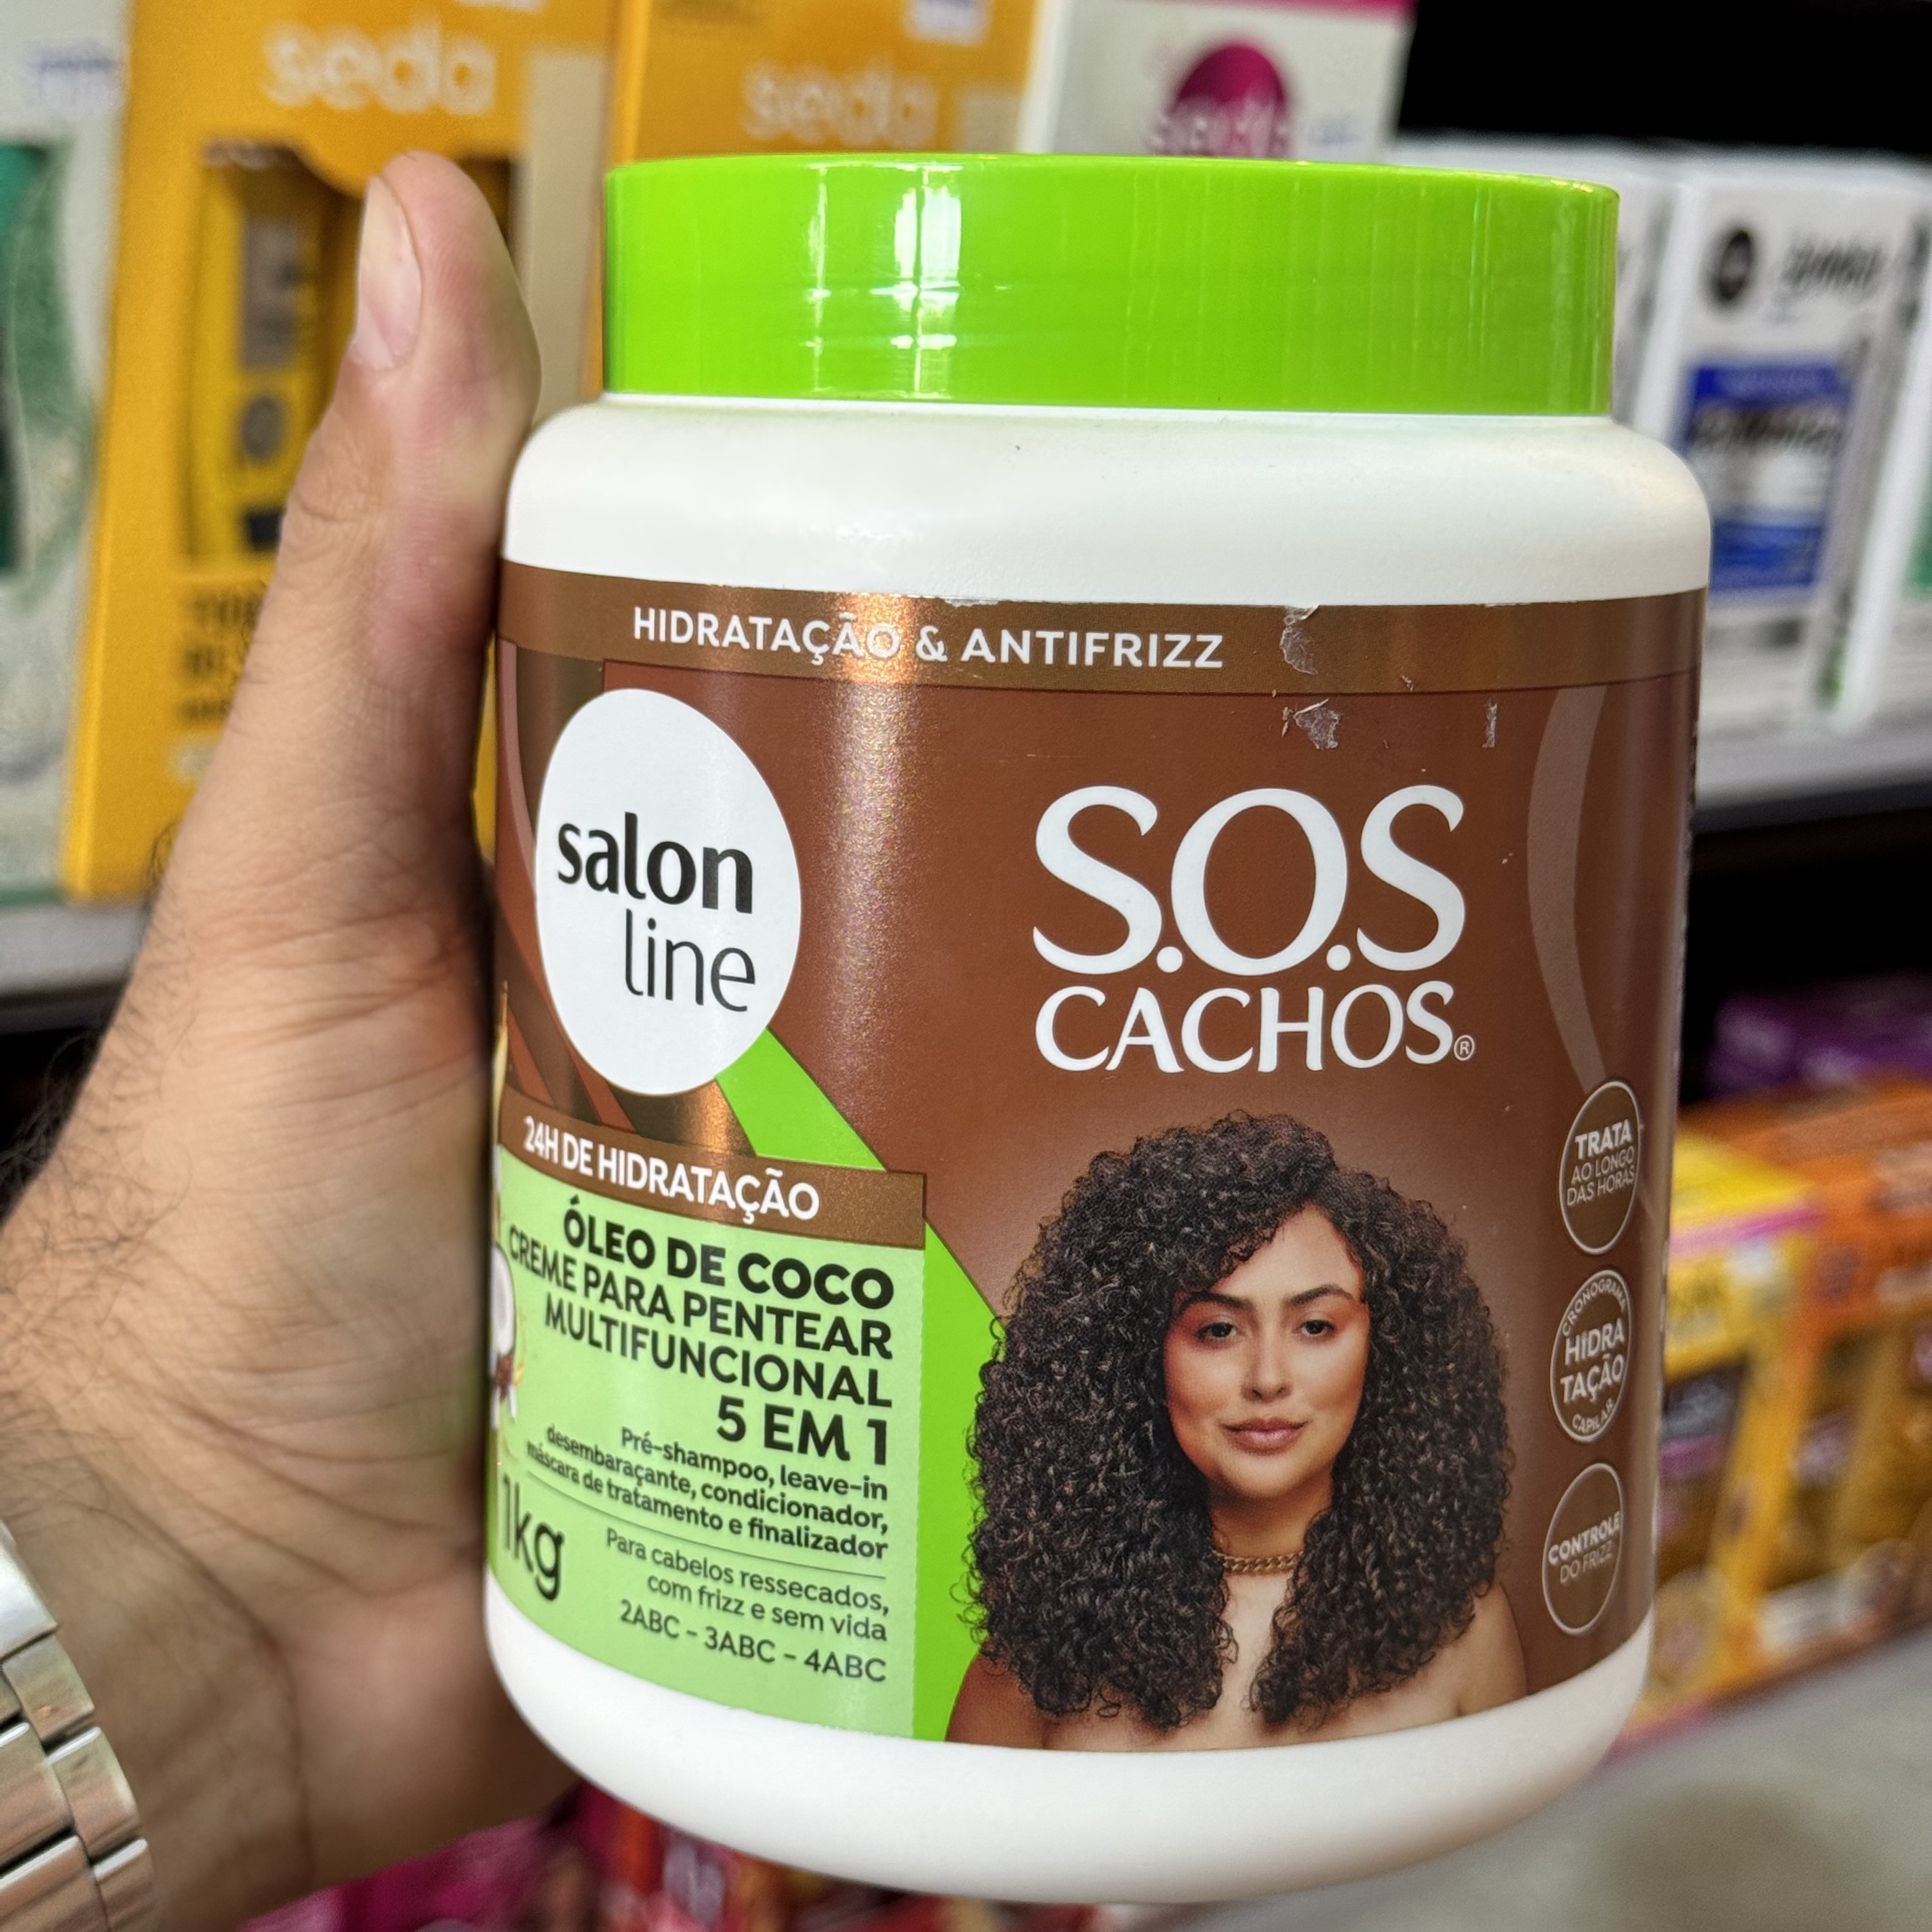 seda
seda
HIDRATAÇÃO & ANTIFRIZZ
salon
line
S.O.S
CACHOS®
24H DE HIDRATAÇÃO
ÓLEO DE COCO
CREME PARA PENTEAR
MULTIFUNCIONAL
5 EM 1
Pré-shampoo, leave-in
desembaraçante, condicionador,
máscara de tratamento e finalizador
1kg
Para cabelos ressecados,
com frizz e sem vida
2ABC - 3ABC - 4ABC
TRATA
AO LONGO
DAS HORAS
CRONOGRAMA
HIDRA
TAÇÃO
CAPILAR
CONTROLE
DO FRIZZ